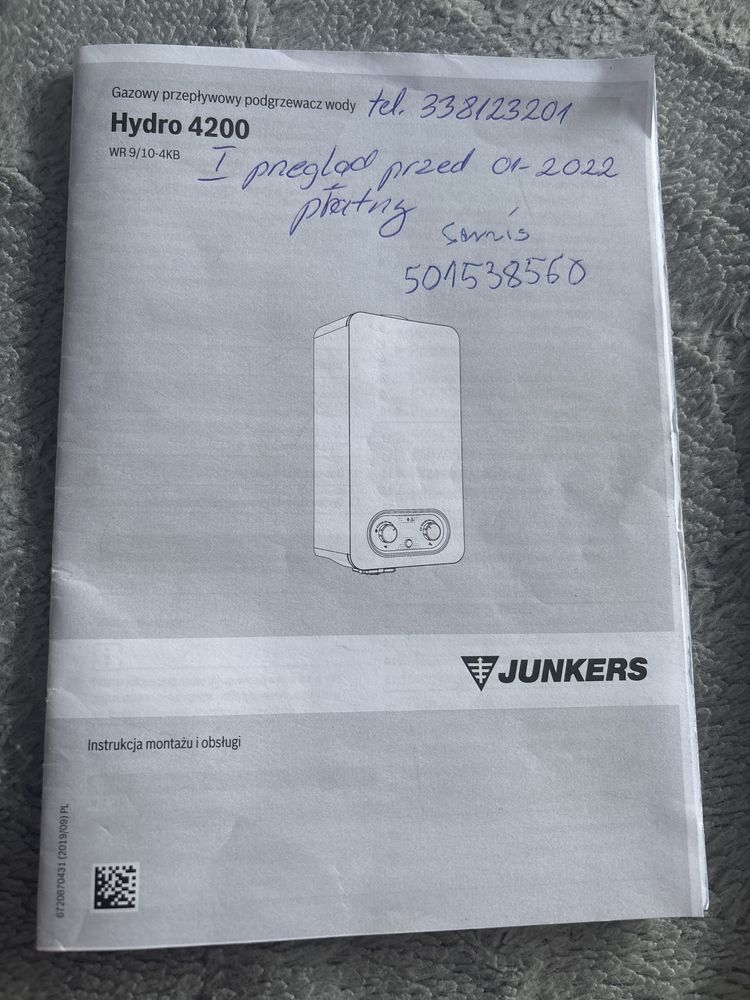 Gazowy przepływowy podgrzewacz wody tel. 338123201
Hydro 4200
WR 9/10-4KB
I przegląd przed 01-2022
płatny
Serwis
501538560
JUNKERS
Instrukcja montażu i obsługi
6720870431 (2019/09) PL